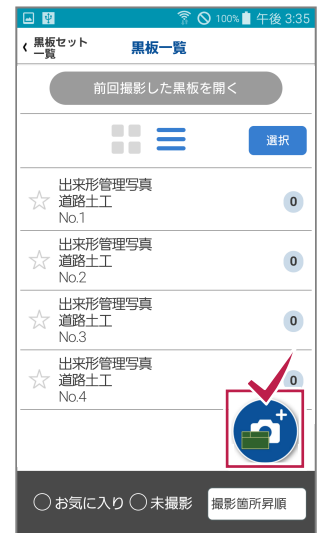 100% 午後 3:35
‹ 黒板セット
一覧
黒板一覧
前回撮影した黒板を開く
選択
出来形管理写真
道路土工
No.1
0
出来形管理写真
道路土工
No.2
0
出来形管理写真
道路土工
No.3
0
出来形管理写真
道路土工
No.4
0
お気に入り 未撮影 撮影箇所昇順